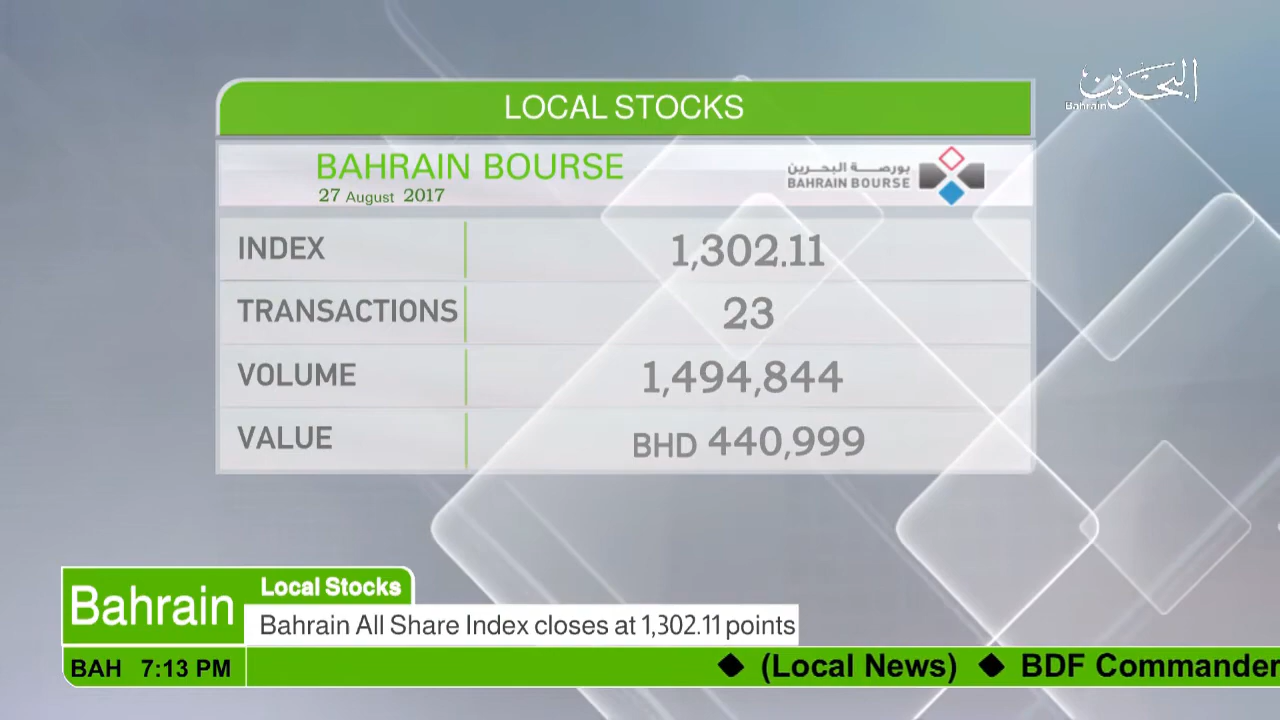 LOCAL STOCKS
البحرين
Bahrain
BAHRAIN BOURSE
27 August 2017
بورصة البحرين
BAHRAIN BOURSE
INDEX 1,302.11
TRANSACTIONS 23
VOLUME 1,494,844
VALUE BHD 440,999
Bahrain
Local Stocks
Bahrain All Share Index closes at 1,302.11 points
BAH 7:13 PM
◆ (Local News) ◆ BDF Commander